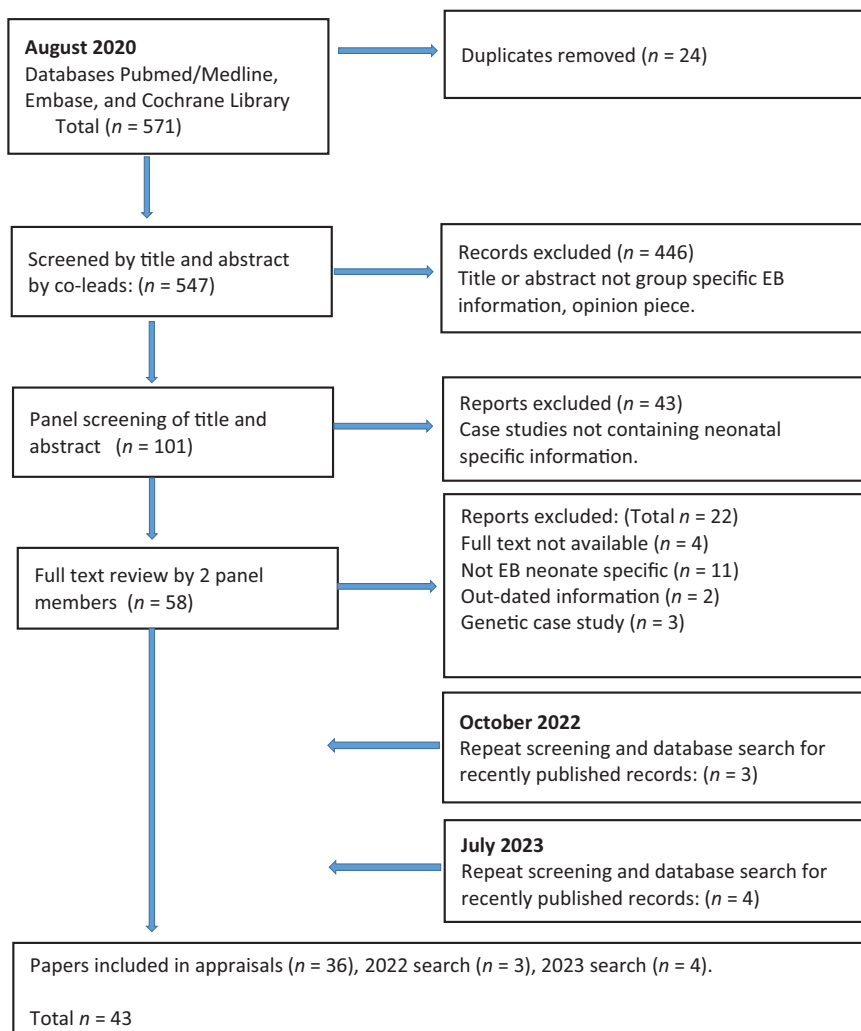 August 2020
Databases Pubmed/Medline,
Embase, and Cochrane Library
Total (n = 571)
Duplicates removed (n = 24)
Screened by title and abstract
by co-leads: (n = 547)
Records excluded (n = 446)
Title or abstract not group specific EB
information, opinion piece.
Panel screening of title and
abstract (n = 101)
Reports excluded (n = 43)
Case studies not containing neonatal
specific information.
Full text review by 2 panel
members (n = 58)
Reports excluded: (Total n = 22)
Full text not available (n = 4)
Not EB neonate specific (n = 11)
Out-dated information (n = 2)
Genetic case study (n = 3)
October 2022
Repeat screening and database search for
recently published records: (n = 3)
July 2023
Repeat screening and database search for
recently published records: (n = 4)
Papers included in appraisals (n = 36), 2022 search (n = 3), 2023 search (n = 4).
Total n = 43